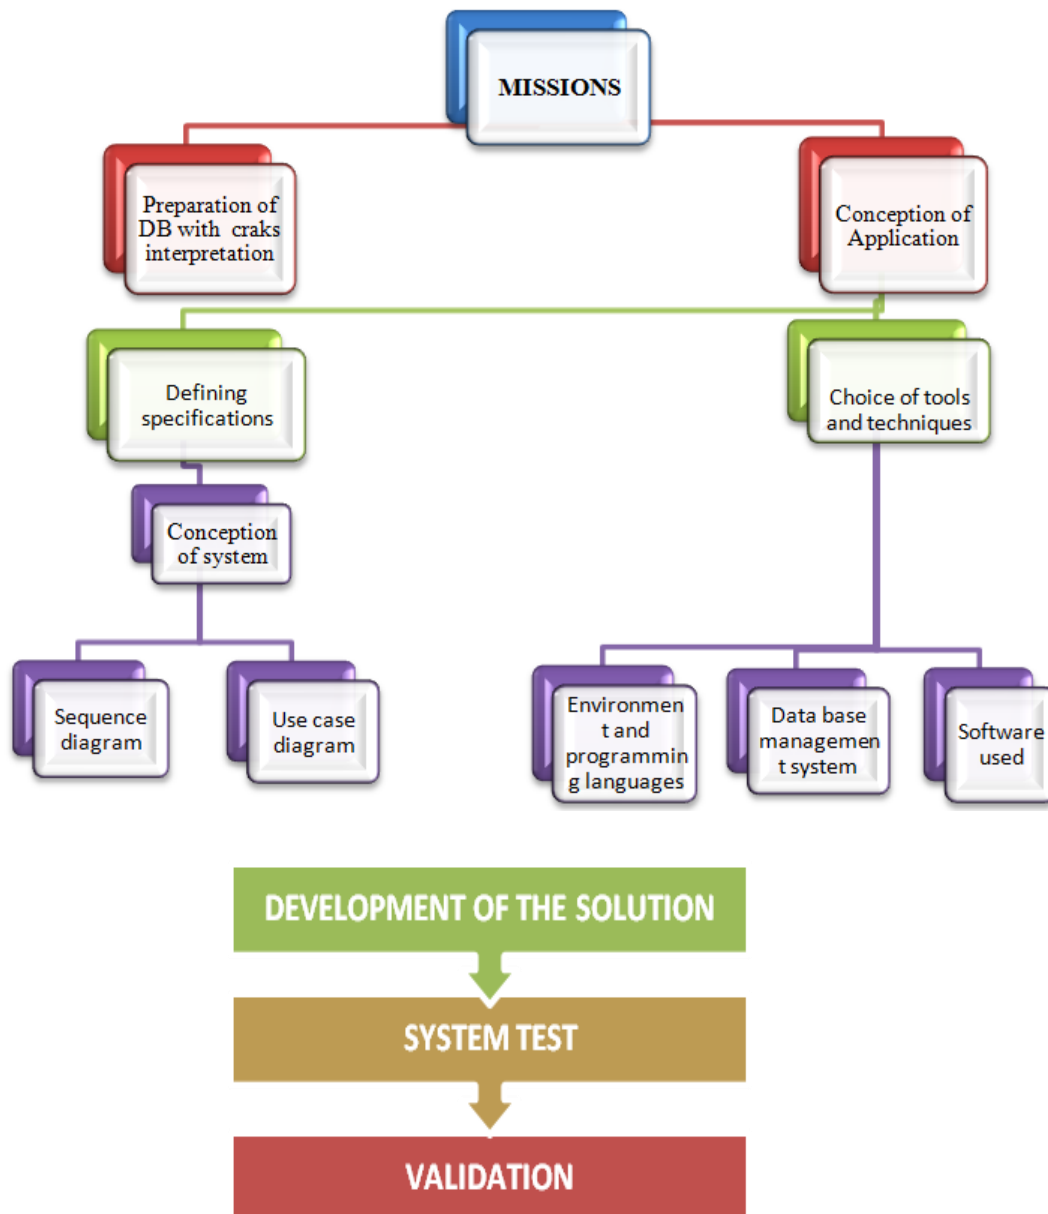 MISSIONS
Preparation of
DB with craks
interpretation
Conception of
Application
Defining
specifications
Choice of tools
and techniques
Conception
of system
Sequence
diagram
Use case
diagram
Environmen
t and
programmin
g languages
Data base
managemen
t system
Software
used
DEVELOPMENT OF THE SOLUTION
SYSTEM TEST
VALIDATION